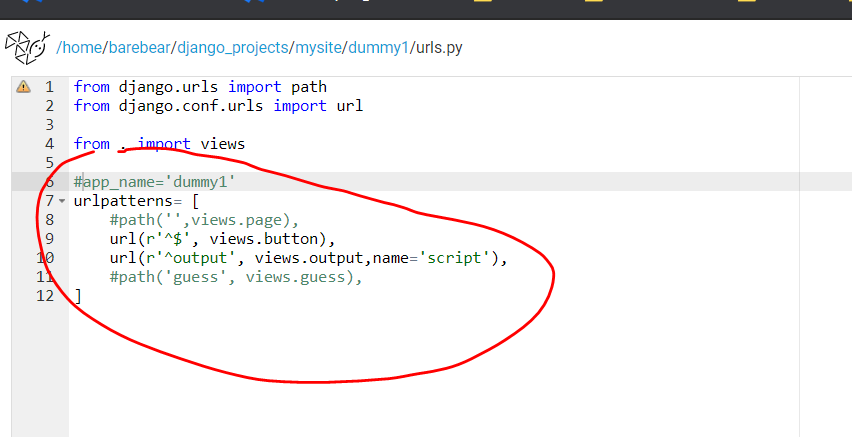 /home/barebear/django_projects/mysite/dummy1/urls.py
1 from django.urls import path
2 from django.conf.urls import url
3
4 from . import views
5
6 #app_name='dummy1'
7 urlpatterns= [
8     #path('',views.page),
9     url(r'^$', views.button),
10     url(r'^output', views.output,name='script'),
11     #path('guess', views.guess),
12 ]